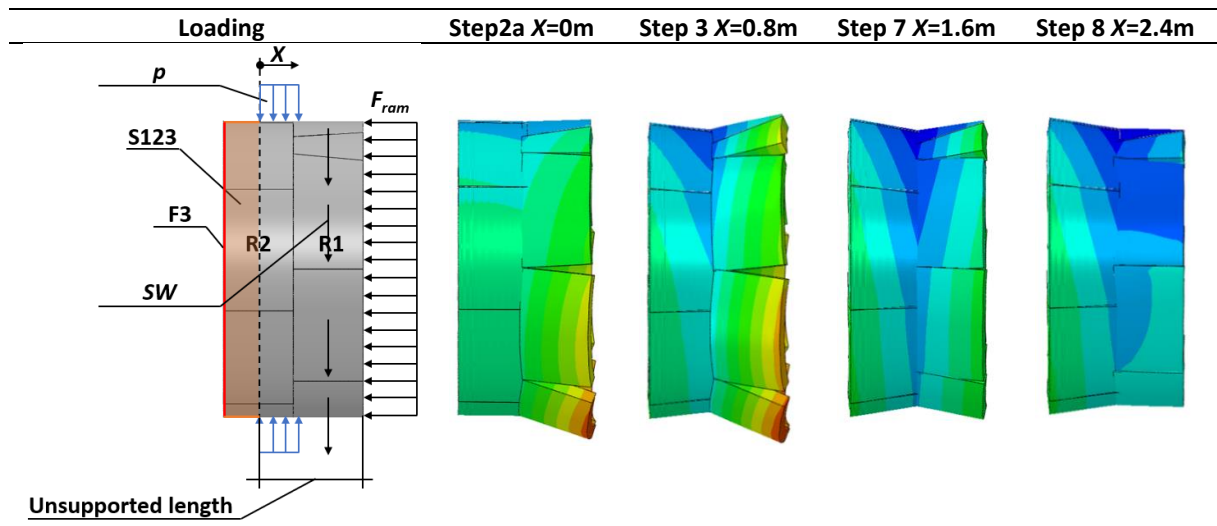 Loading Step2a X=0m Step 3 X=0.8m Step 7 X=1.6m Step 8 X=2.4m
X
p
F_ram
S123
F3
R2 R1
SW
Unsupported length